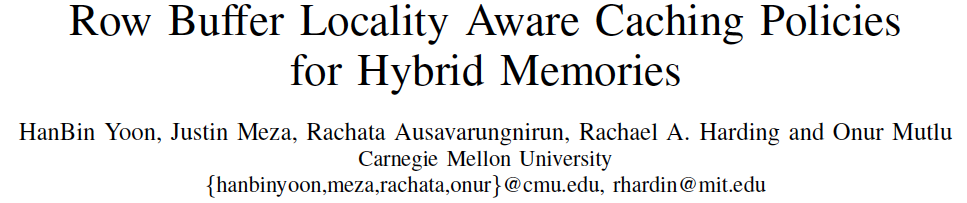 Row Buffer Locality Aware Caching Policies
for Hybrid Memories
HanBin Yoon, Justin Meza, Rachata Ausavarungnirun, Rachael A. Harding and Onur Mutlu
Carnegie Mellon University
{hanbinyoon,meza,rachata,onur}@cmu.edu, rhardin@mit.edu